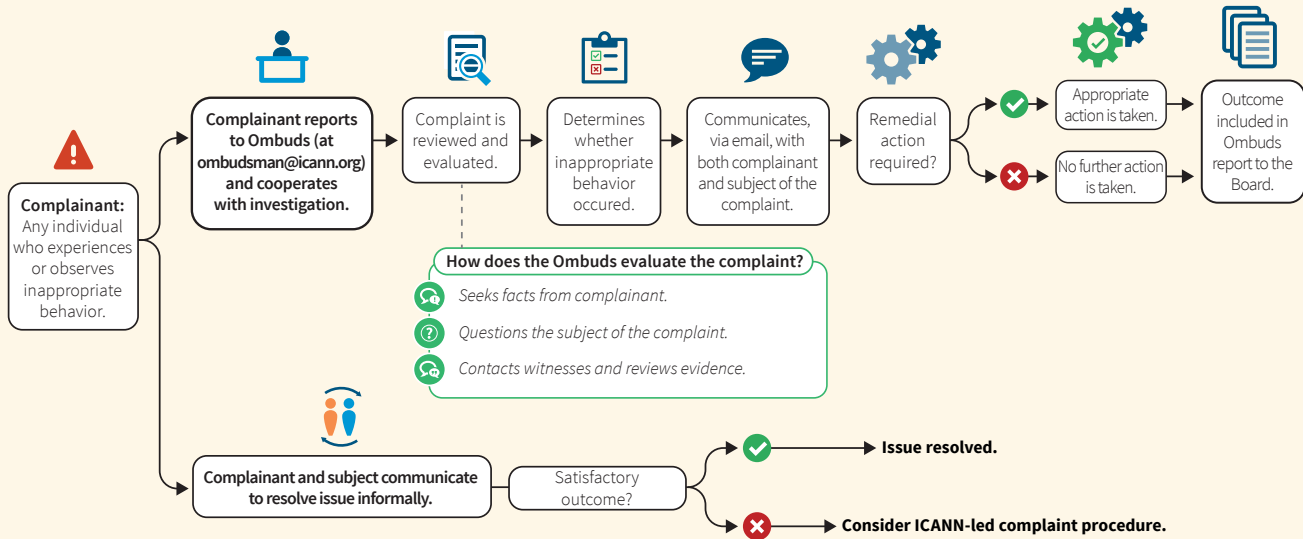 Complainant:
Any individual
who experiences
or observes
inappropriate
behavior.
Complainant reports
to Ombuds (at
ombudsman@icann.org)
and cooperates
with investigation.
Complaint is
reviewed and
evaluated.
Determines
whether
inappropriate
behavior
occured.
Communicates,
via email, with
both complainant
and subject of the
complaint.
Remedial
action
required?
Appropriate
action is taken.
No further action
is taken.
Outcome
included in
Ombuds
report to the
Board.
How does the Ombuds evaluate the complaint?
Seeks facts from complainant.
Questions the subject of the complaint.
Contacts witnesses and reviews evidence.
Complainant and subject communicate
to resolve issue informally.
Satisfactory
outcome?
Issue resolved.
Consider ICANN-led complaint procedure.